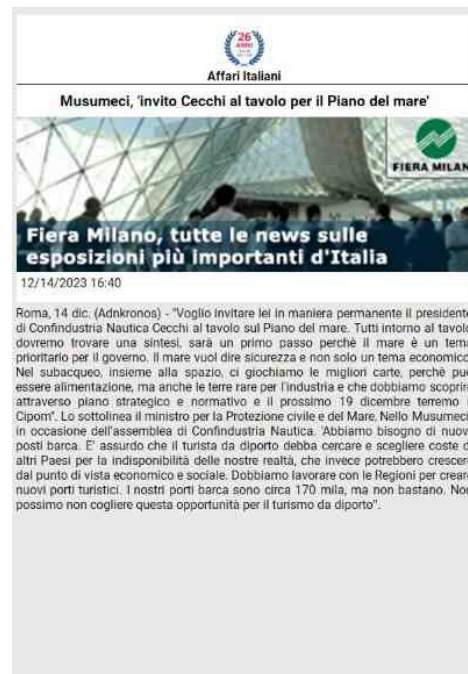 26
ANNI
Affari Italiani
Musumeci, 'invito Cecchi al tavolo per il Piano del mare'
FIERA MILAN
Fiera Milano, tutte le news sulle
esposizioni più importanti d'Italia
12/14/2023 16:40
Roma, 14 dic. (Adnkronos) - "Voglio invitare lei in maniera permanente il presidente
di Confindustria Nautica Cecchi al tavolo sul Piano del mare. Tutti intorno al tavolo
dovremo trovare una sintesi, sarà un primo passo perchè il mare è un tema
prioritario per il governo. Il mare vuol dire sicurezza e non solo un tema economico.
Nel subacqueo, insieme alla spazio, ci giochiamo le migliori carte, perchè può
essere alimentazione, ma anche le terre rare per l'industria e che dobbiamo scoprire
attraverso piano strategico e normativo e il prossimo 19 dicembre terremo i
Cipom". Lo sottolinea il ministro per la Protezione civile e del Mare, Nello Musumeci,
in occasione dell'assemblea di Confindustria Nautica. 'Abbiamo bisogno di nuovi
posti barca. E' assurdo che il turista da diporto debba cercare e scegliere coste di
altri Paesi per la indisponibilità delle nostre realtà, che invece potrebbero crescere
dal punto di vista economico e sociale. Dobbiamo lavorare con le Regioni per creare
nuovi porti turistici. I nostri porti barca sono circa 170 mila, ma non bastano. Non
possimo non cogliere questa opportunità per il turismo da diporto".